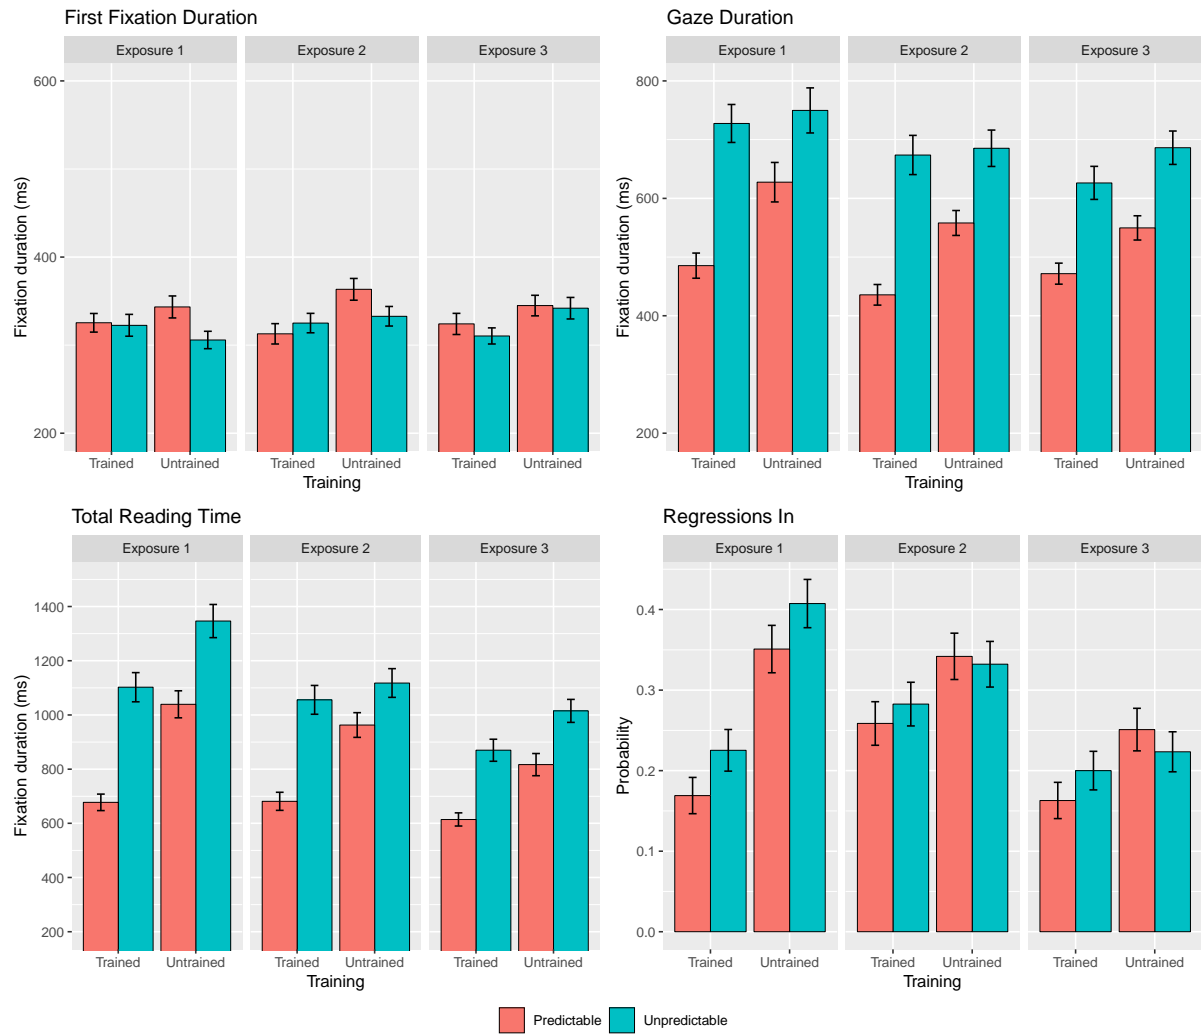 First Fixation Duration
Exposure 1 Exposure 2 Exposure 3
600
400
200
Fixation duration (ms)
Trained Untrained Trained Untrained Trained Untrained
Training
Gaze Duration
Exposure 1 Exposure 2 Exposure 3
800
600
400
200
Fixation duration (ms)
Trained Untrained Trained Untrained Trained Untrained
Training
Total Reading Time
Exposure 1 Exposure 2 Exposure 3
1400
1200
1000
800
600
400
200
Fixation duration (ms)
Trained Untrained Trained Untrained Trained Untrained
Training
Regressions In
Exposure 1 Exposure 2 Exposure 3
0.4
0.3
0.2
0.1
0.0
Probability
Trained Untrained Trained Untrained Trained Untrained
Training
Predictable Unpredictable